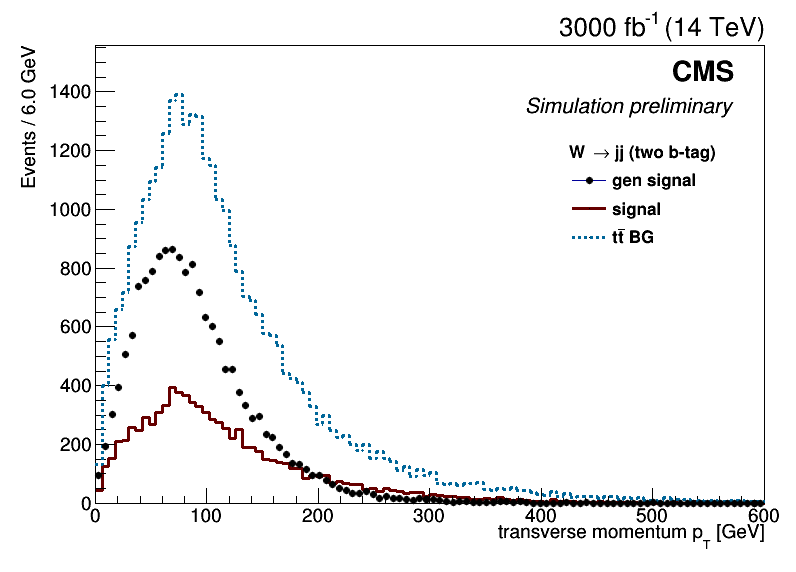 3000 fb⁻¹ (14 TeV)
CMS
Simulation preliminary
W → jj (two b-tag)
gen signal
signal
tt̄ BG
Events / 6.0 GeV
1400
1200
1000
800
600
400
200
0
0 100 200 300 400 500 600
transverse momentum p_T [GeV]